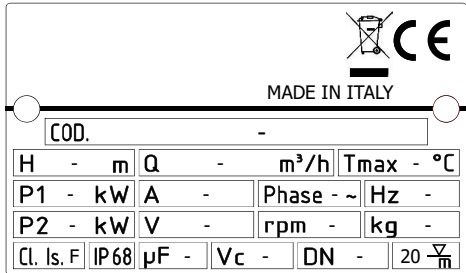 CE
MADE IN ITALY
COD. -
H - m Q - m³/h Tmax - °C
P1 - kW A - Phase - ~ Hz -
P2 - kW V - rpm - kg -
Cl. Is. F IP68 µF - Vc - DN - 20 m